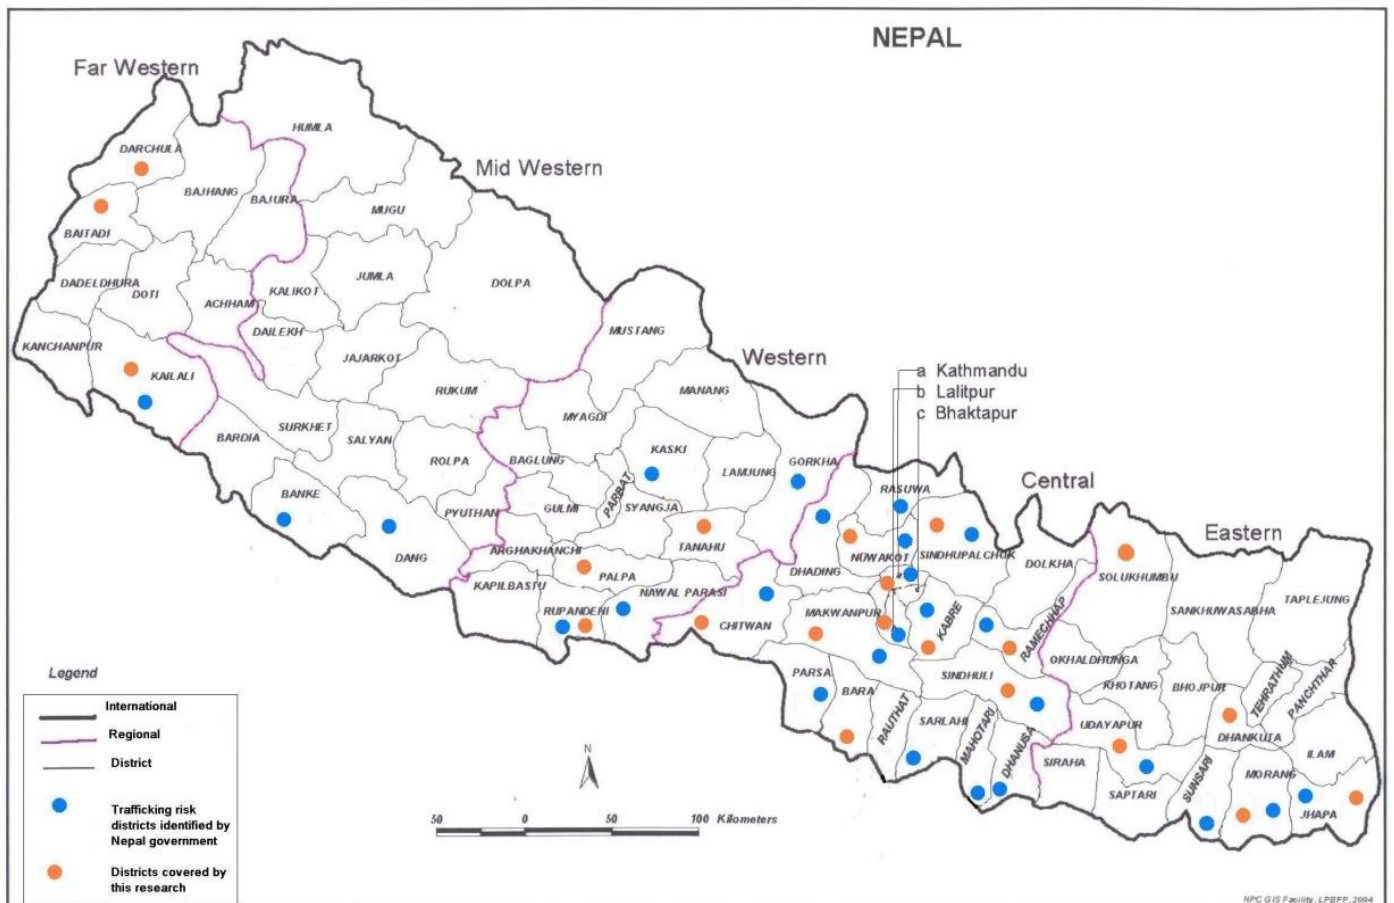 NEPAL
Far Western
HUMLA
DARCHULA
Mid Western
BAJHANG
BAJURA
MUGU
BAITADI
DADELDHURA
DOTI
JUMLA
DOLPA
ACHHAM
KALIKOT
DAILEKH
MUSTANG
KANCHANPUR
JAJARKOT
Western
KAILALI
RUKUM
MANANG
a Kathmandu
b Lalitpur
c Bhaktapur
MYAGDI
SURKHET
BARDIA
SALYAN
KASKI
ROLPA
BAGLUNG
LAMJUNG
GORKHA
PARBAT
RASUWA
Central
BANKE
GULMI
SYANGJA
PYUTHAN
Eastern
DANG
TANAHU
NUWAKOT
SINDHUPALCHOK
ARGHAKHANCHI
DOLKHA
PALPA
DHADING
SOLUKHUMBU
KAPILBASTU
NAWAL PARASI
SANKHUWASABHA
TAPLEJUNG
RUPANDEHI
CHITWAN
MAKWANPUR
KABRE
RAMECHHAP
OKHALDHUNGA
PARSA
BARA
SINDHULI
KHOTANG
BHOJPUR
TEHRATHUM
PANCHTHAR
RAUTHAT
SARLAHI
MAHOTARI
DHANUSA
UDAYAPUR
DHANKUTA
SIRAHA
ILAM
SUNSARI
MORANG
SAPTARI
JHAPA
Legend
International
Regional
District
Trafficking risk
districts identified by
Nepal government
Districts covered by
this research
N
50 0 50 100 Kilometers
NPC GIS Facility, LPBPP, 2004